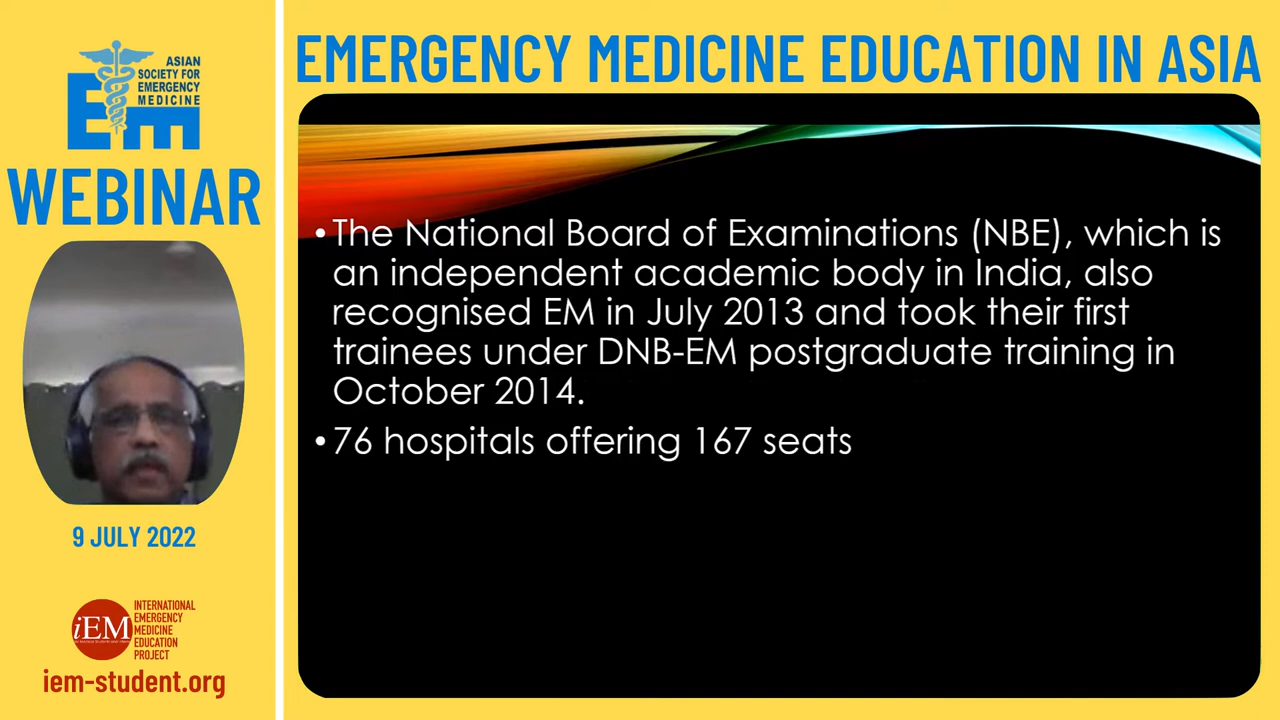 EMERGENCY MEDICINE EDUCATION IN ASIA
ASIAN
SOCIETY FOR
EMERGENCY
MEDICINE
EM
WEBINAR
9 JULY 2022
iEM
INTERNATIONAL
EMERGENCY
MEDICINE
EDUCATION
PROJECT
iem-student.org
•The National Board of Examinations (NBE), which is
an independent academic body in India, also
recognised EM in July 2013 and took their first
trainees under DNB-EM postgraduate training in
October 2014.
•76 hospitals offering 167 seats